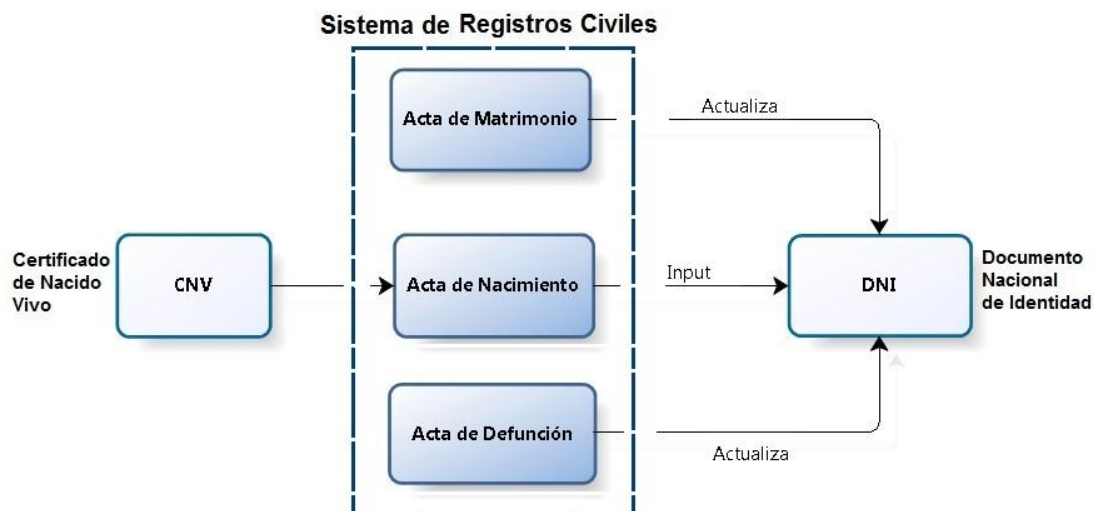 Sistema de Registros Civiles
Acta de Matrimonio
Actualiza
Certificado
de Nacido
Vivo
CNV
Acta de Nacimiento
Input
DNI
Documento
Nacional
de Identidad
Acta de Defunción
Actualiza